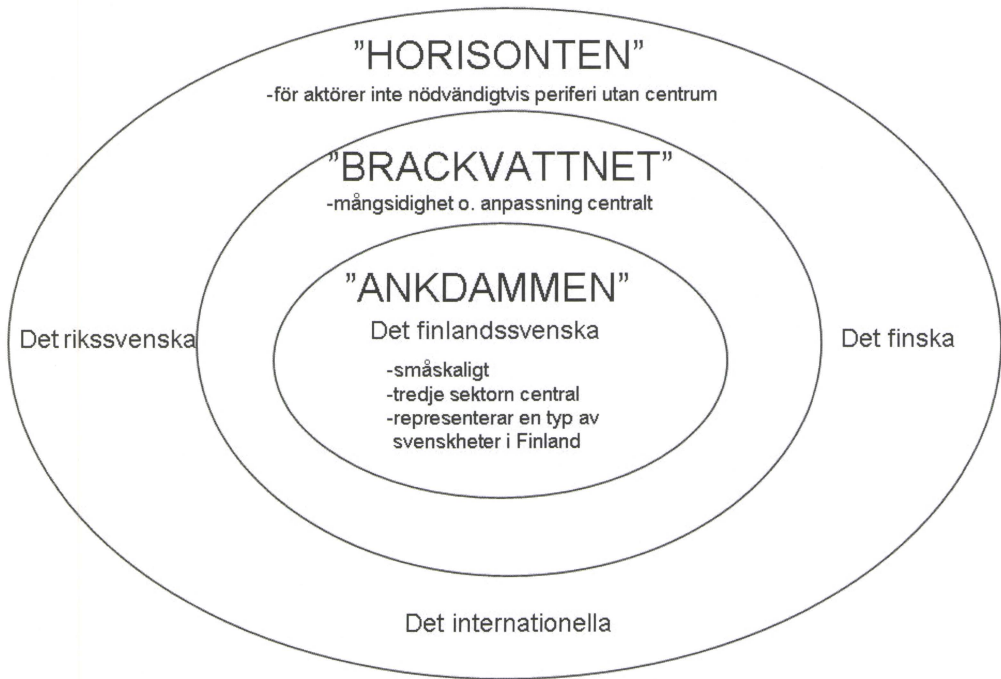 ”HORISONTEN”
-för aktörer inte nödvändigtvis periferi utan centrum
”BRACKVATTNET”
-mångsidighet o. anpassning centralt
”ANKDAMMEN”
Det finlandssvenska
-småskaligt
-tredje sektorn central
-representerar en typ av
svenskheter i Finland
Det rikssvenska
Det finska
Det internationella